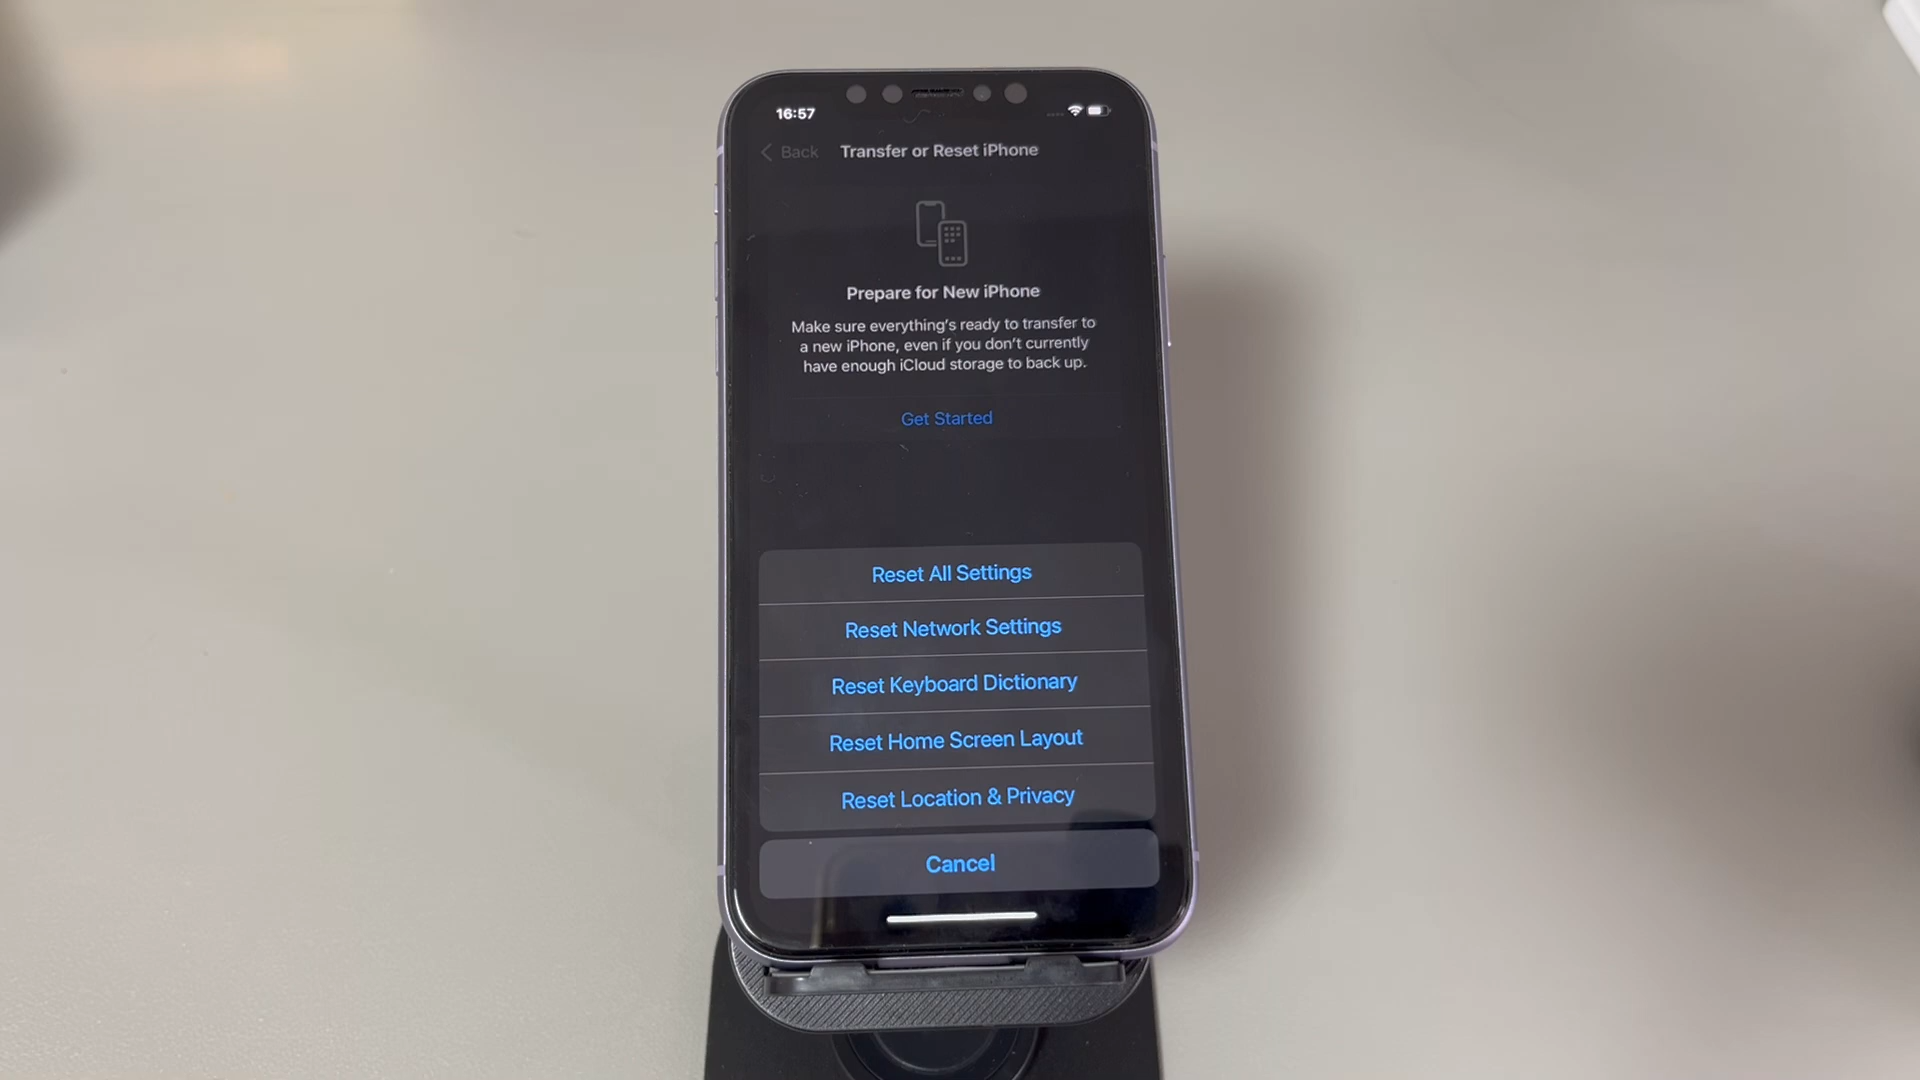 16:57
Back
Transfer or Reset iPhone
Prepare for New iPhone
Make sure everything's ready to transfer to
a new iPhone, even if you don't currently
have enough iCloud storage to back up.
Get Started
Reset All Settings
Reset Network Settings
Reset Keyboard Dictionary
Reset Home Screen Layout
Reset Location & Privacy
Cancel